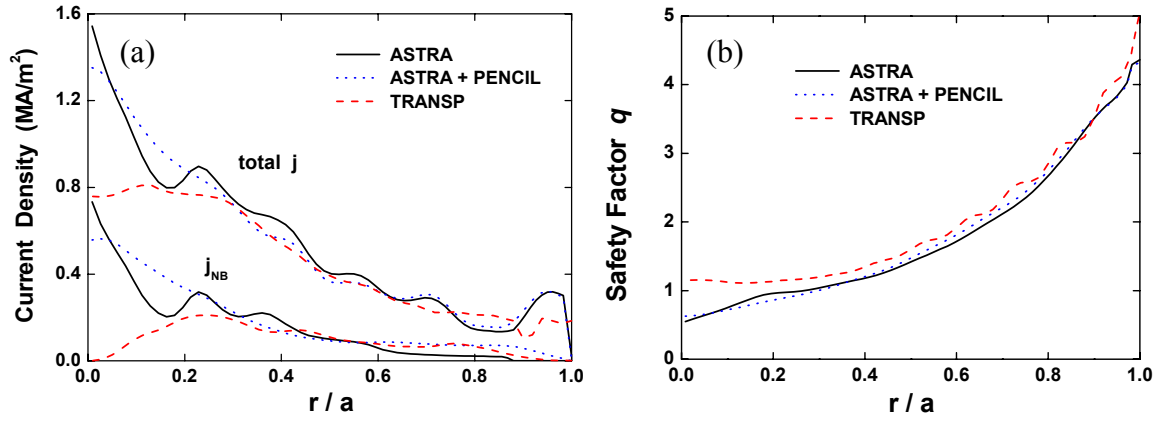 (a)
ASTRA
ASTRA + PENCIL
TRANSP
total j
j_NB
Current Density (MA/m²)
1.6
1.2
0.8
0.4
0.0
0.0 0.2 0.4 0.6 0.8 1.0
r / a
(b)
ASTRA
ASTRA + PENCIL
TRANSP
Safety Factor q
5
4
3
2
1
0
0.0 0.2 0.4 0.6 0.8 1.0
r / a